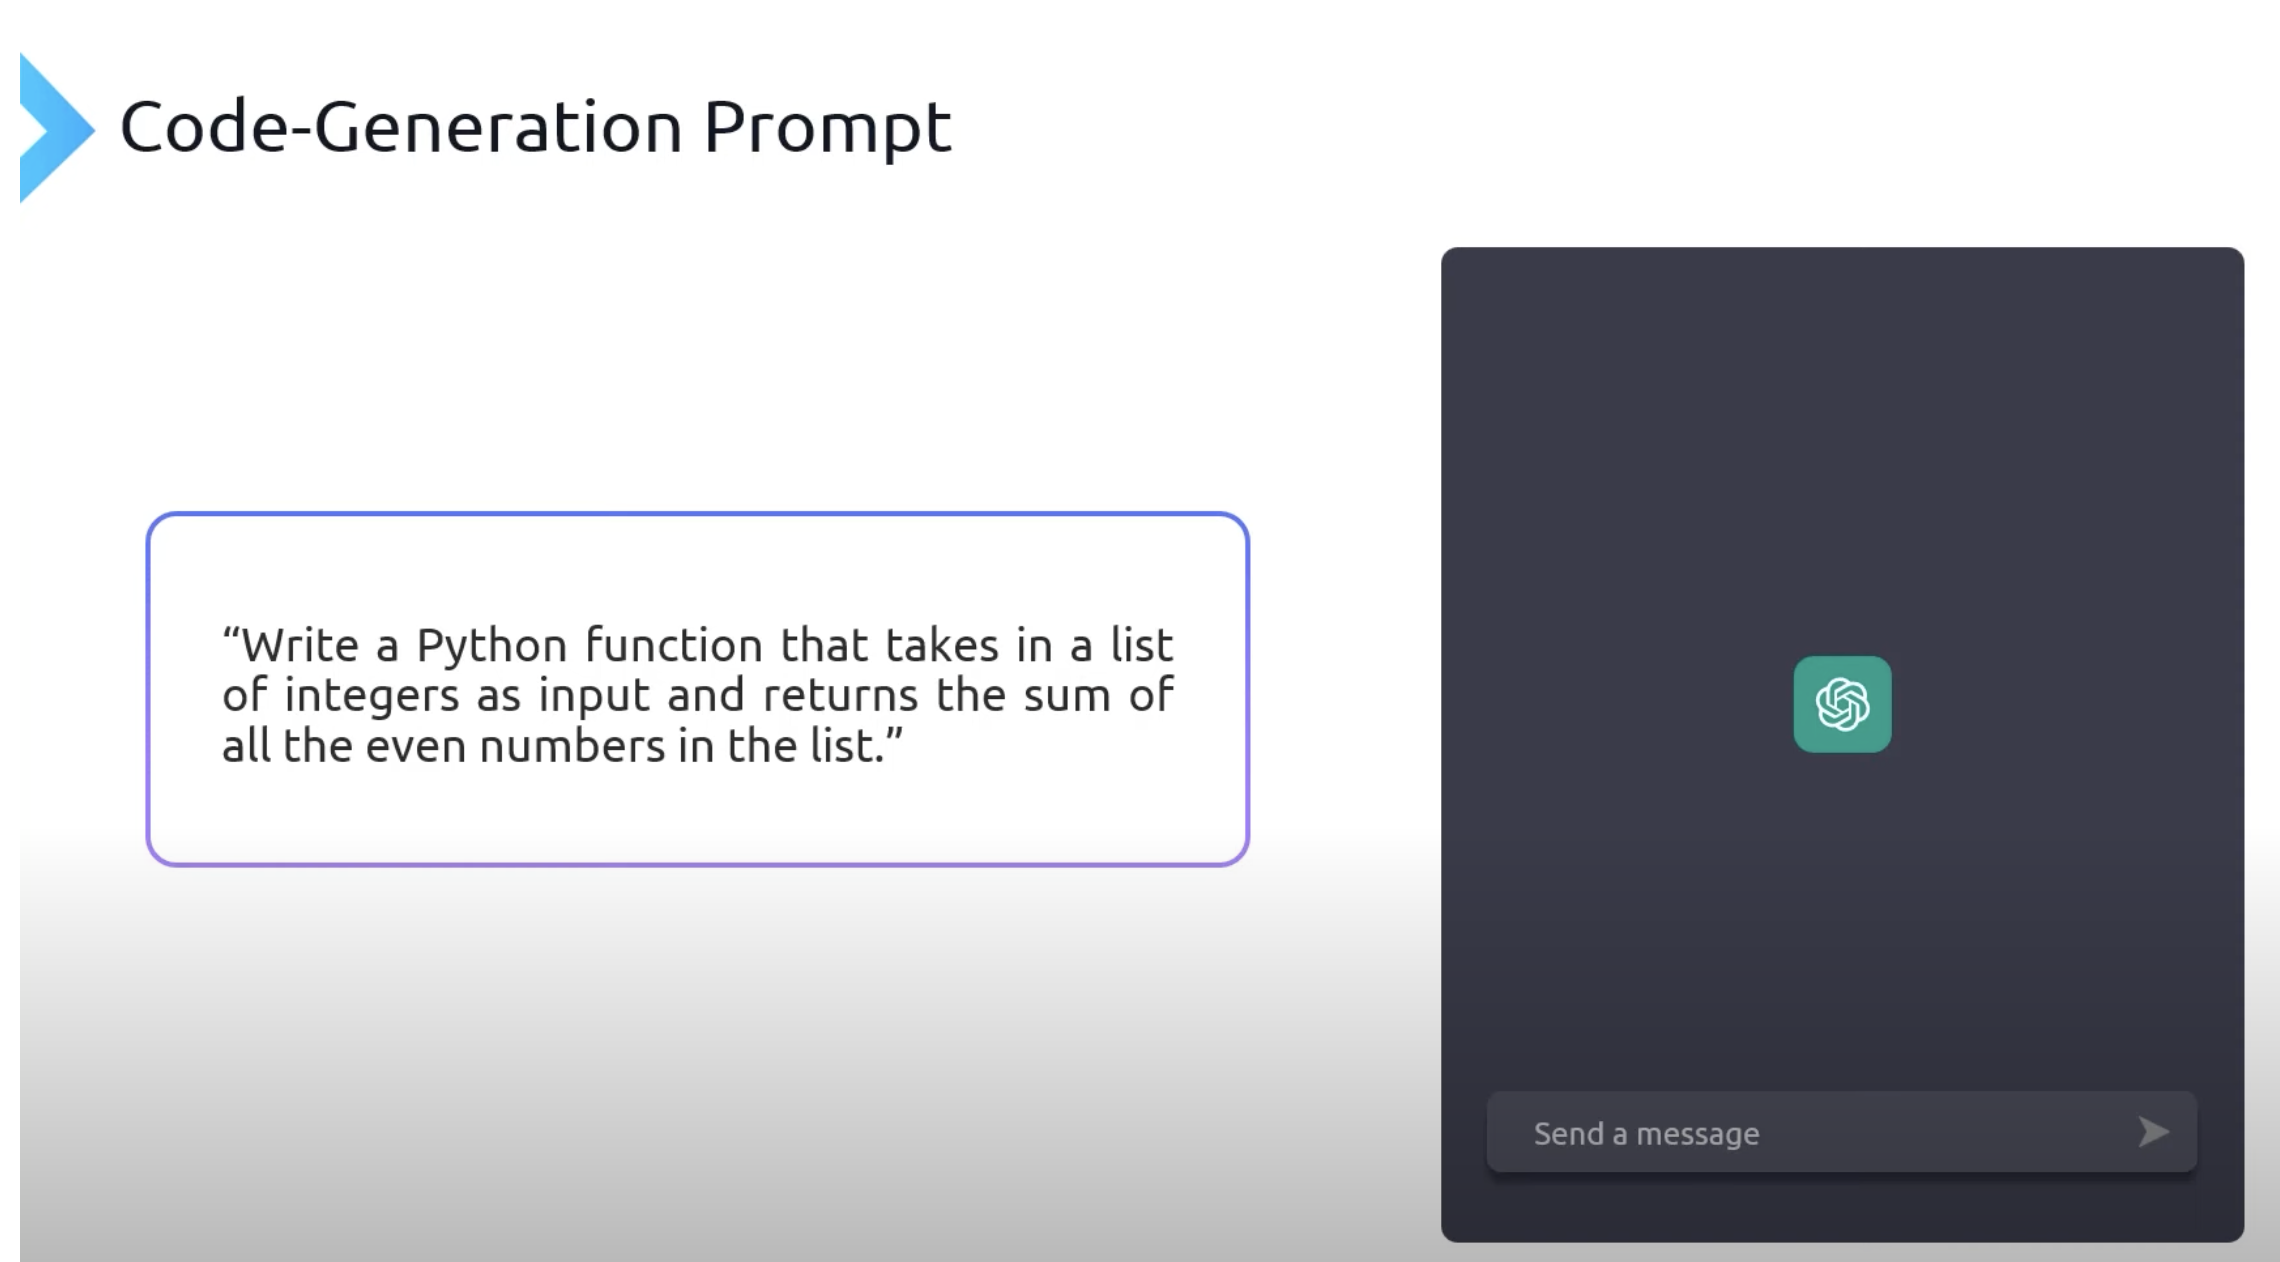 Code-Generation Prompt
“Write a Python function that takes in a list
of integers as input and returns the sum of
all the even numbers in the list.”
Send a message